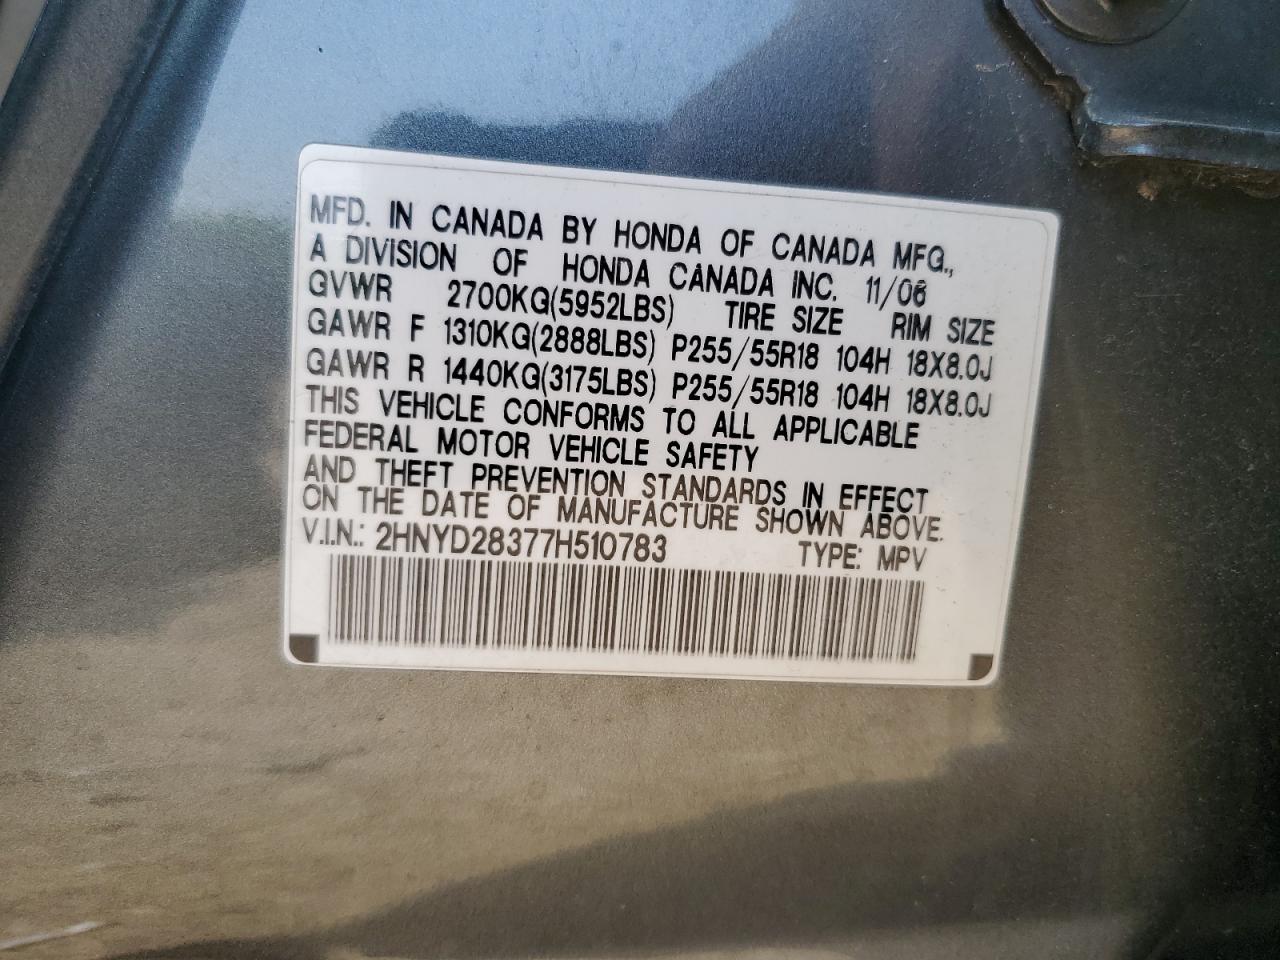 MFD. IN CANADA BY HONDA OF CANADA MFG.,
A DIVISION OF HONDA CANADA INC. 11/06
GVWR 2700KG(5952LBS) TIRE SIZE RIM SIZE
GAWR F 1310KG(2888LBS) P255/55R18 104H 18X8.0J
GAWR R 1440KG(3175LBS) P255/55R18 104H 18X8.0J
THIS VEHICLE CONFORMS TO ALL APPLICABLE
FEDERAL MOTOR VEHICLE SAFETY
AND THEFT PREVENTION STANDARDS IN EFFECT
ON THE DATE OF MANUFACTURE SHOWN ABOVE.
V.I.N.: 2HNYD28377H510783 TYPE: MPV